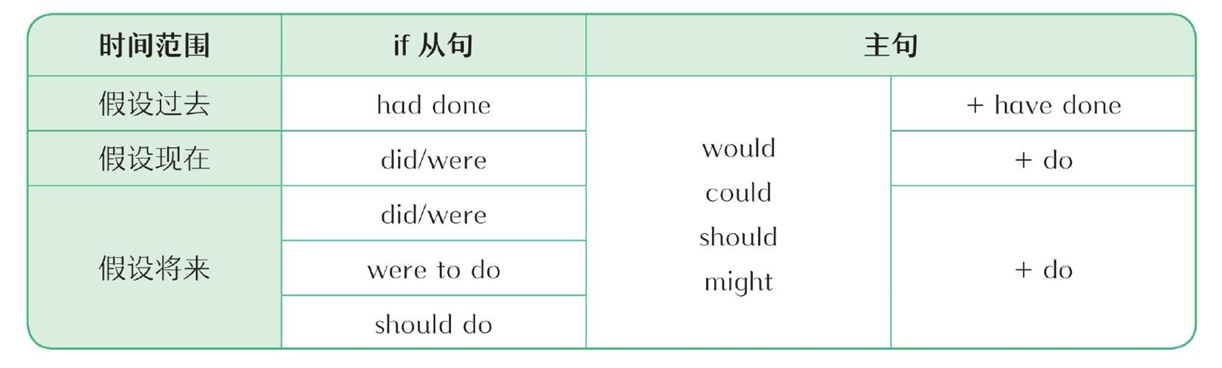 时间范围 if 从句 主句
假设过去 had done + have done
would
假设现在 did/were + do
could
did/were
should
假设将来 were to do + do
might
should do